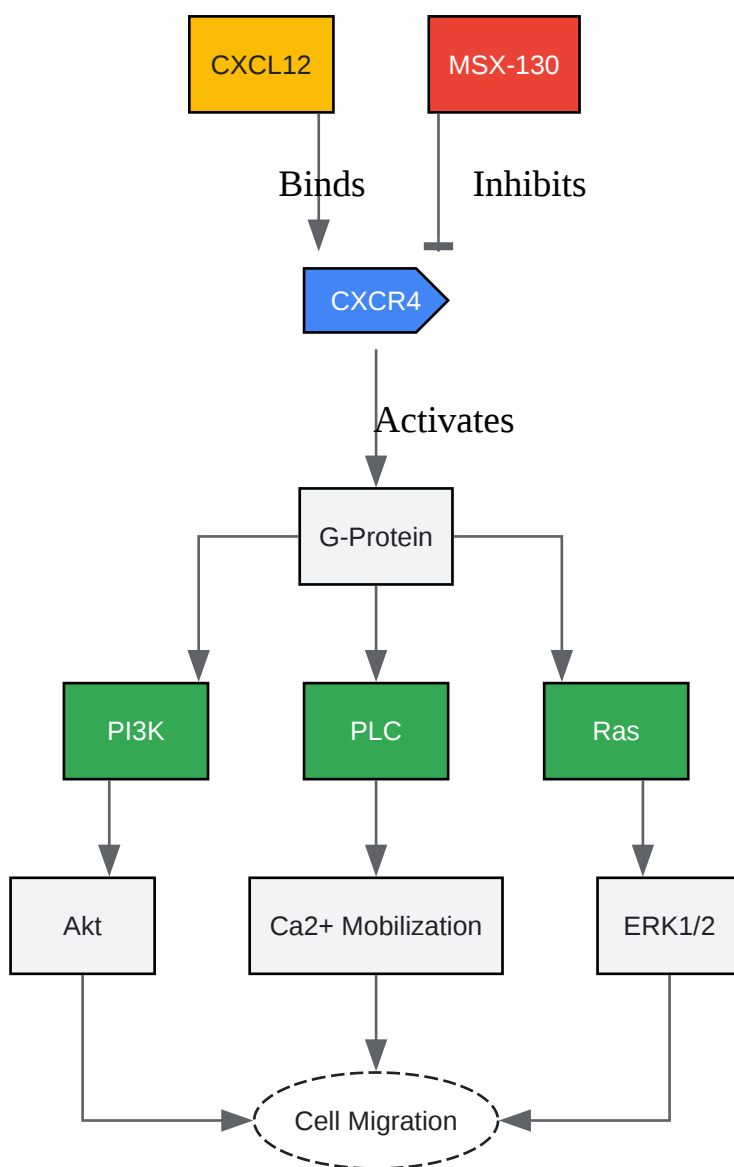 CXCL12
MSX-130
Binds
Inhibits
CXCR4
Activates
G-Protein
PI3K
PLC
Ras
Akt
Ca2+ Mobilization
ERK1/2
Cell Migration